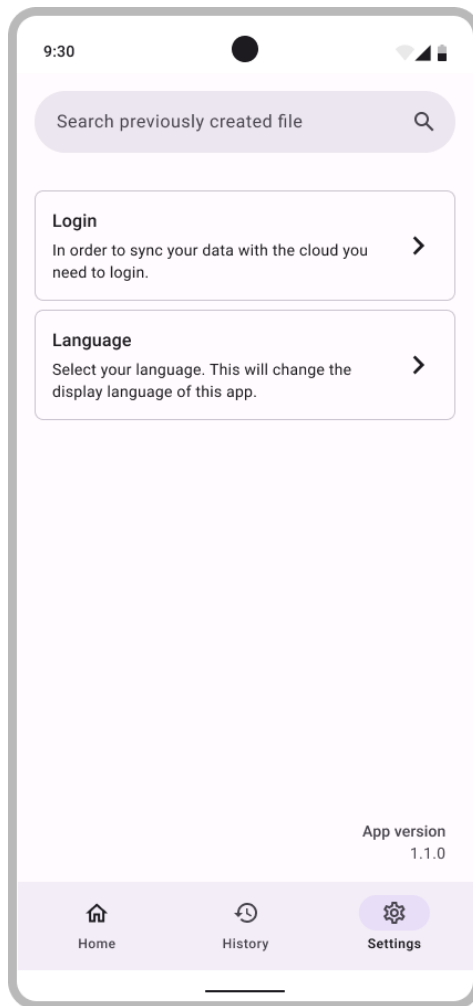 9:30
Search previously created file
Login
In order to sync your data with the cloud you
need to login.
Language
Select your language. This will change the
display language of this app.
App version
1.1.0
Home
History
Settings